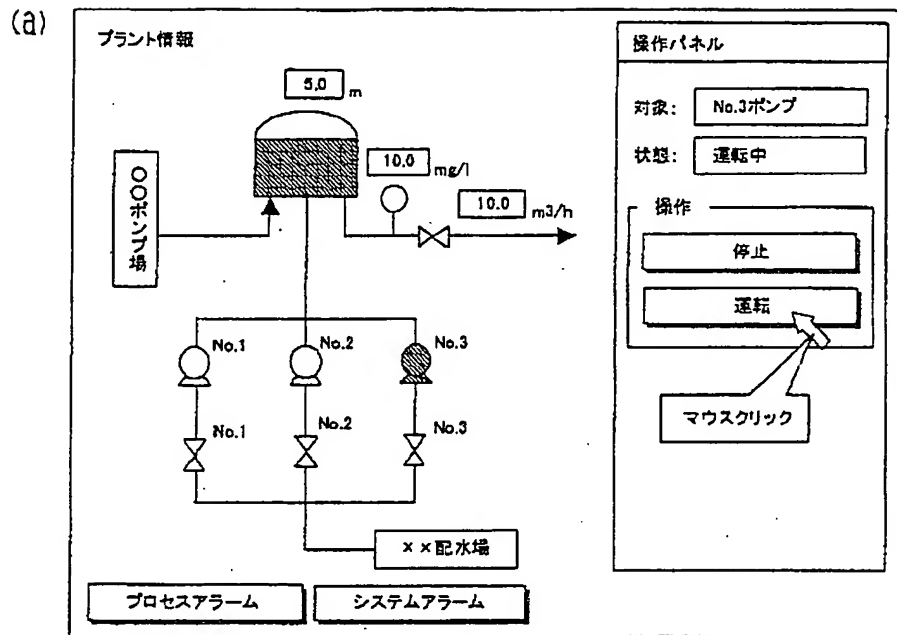 (a)
プラント情報
5.0 m
10.0 mg/l
10.0 m3/h
〇〇ポンプ場
No.1
No.2
No.3
No.1
No.2
No.3
××配水場
プロセスアラーム
システムアラーム
操作パネル
対象: No.3ポンプ
状態: 運転中
操作
停止
運転
マウスクリック